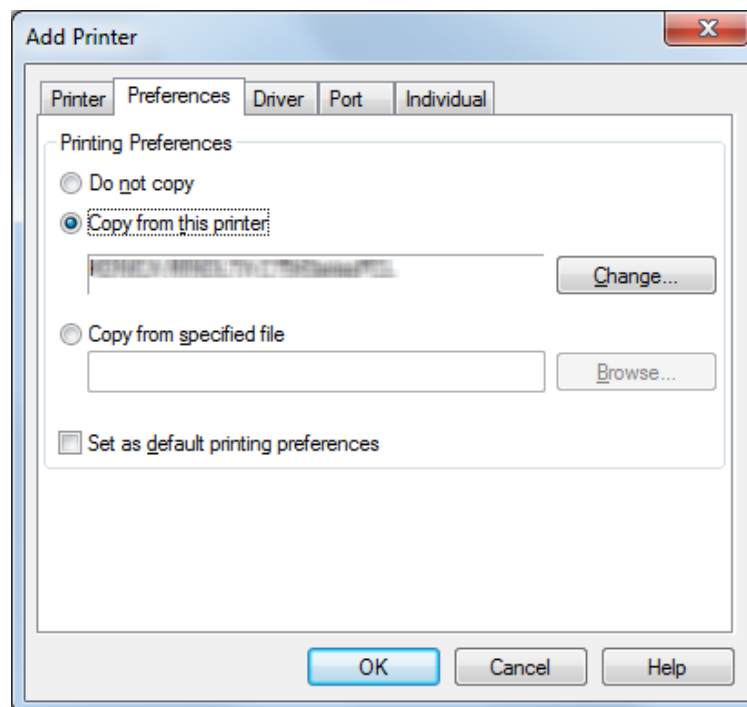 Add Printer
Printer Preferences Driver Port Individual
Printing Preferences
Do not copy
Copy from this printer
Change...
Copy from specified file
Browse...
Set as default printing preferences
OK Cancel Help